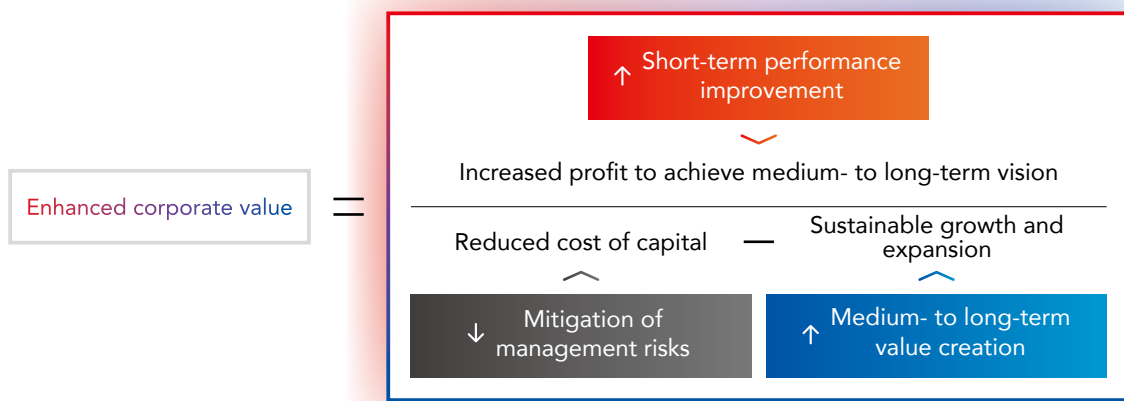 ↑ Short-term performance
improvement
Increased profit to achieve medium- to long-term vision
Enhanced corporate value
=
Reduced cost of capital
—
Sustainable growth and
expansion
↓ Mitigation of
management risks
↑ Medium- to long-term
value creation